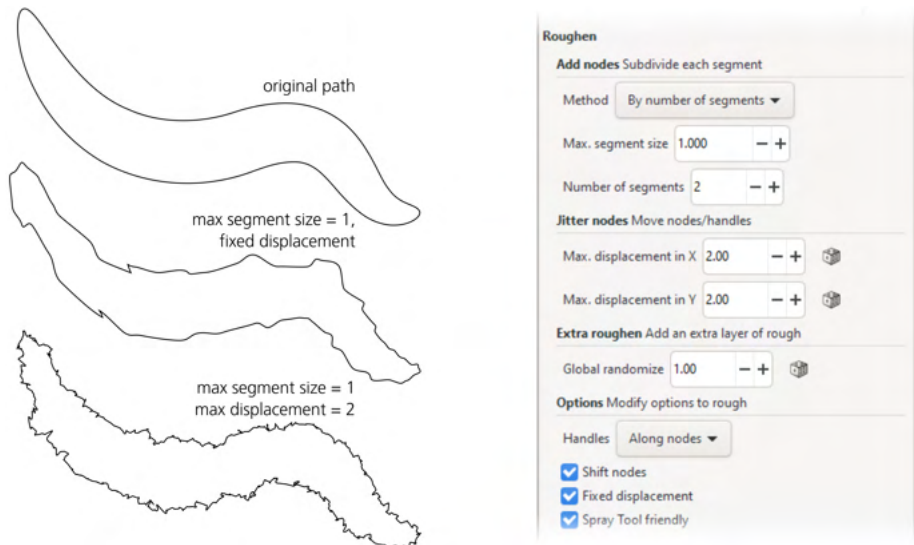 original path
max segment size = 1,
fixed displacement
max segment size = 1
max displacement = 2
Roughen
Add nodes Subdivide each segment
Method By number of segments
Max. segment size 1.000 − +
Number of segments 2 − +
Jitter nodes Move nodes/handles
Max. displacement in X 2.00 − +
Max. displacement in Y 2.00 − +
Extra roughen Add an extra layer of rough
Global randomize 1.00 − +
Options Modify options to rough
Handles Along nodes
Shift nodes
Fixed displacement
Spray Tool friendly